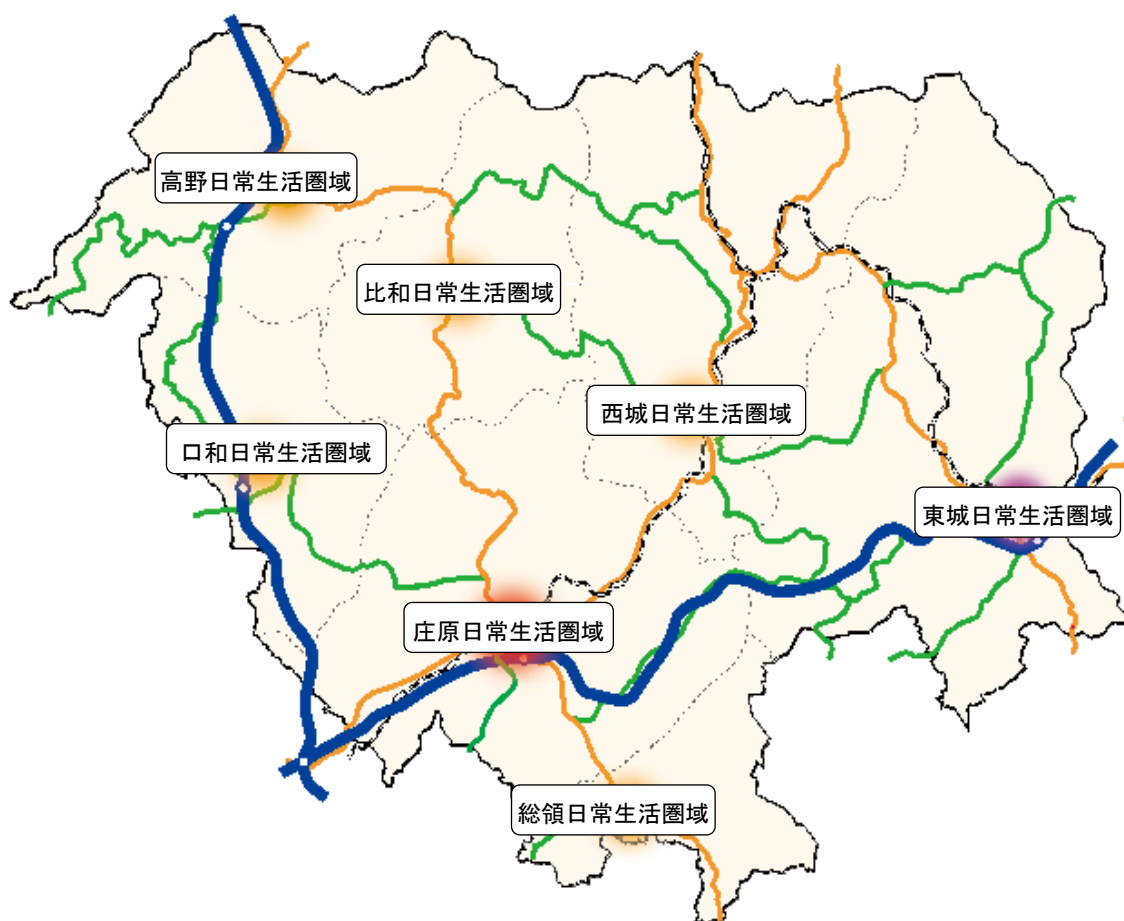 高野日常生活圏域
比和日常生活圏域
西城日常生活圏域
口和日常生活圏域
東城日常生活圏域
庄原日常生活圏域
総領日常生活圏域